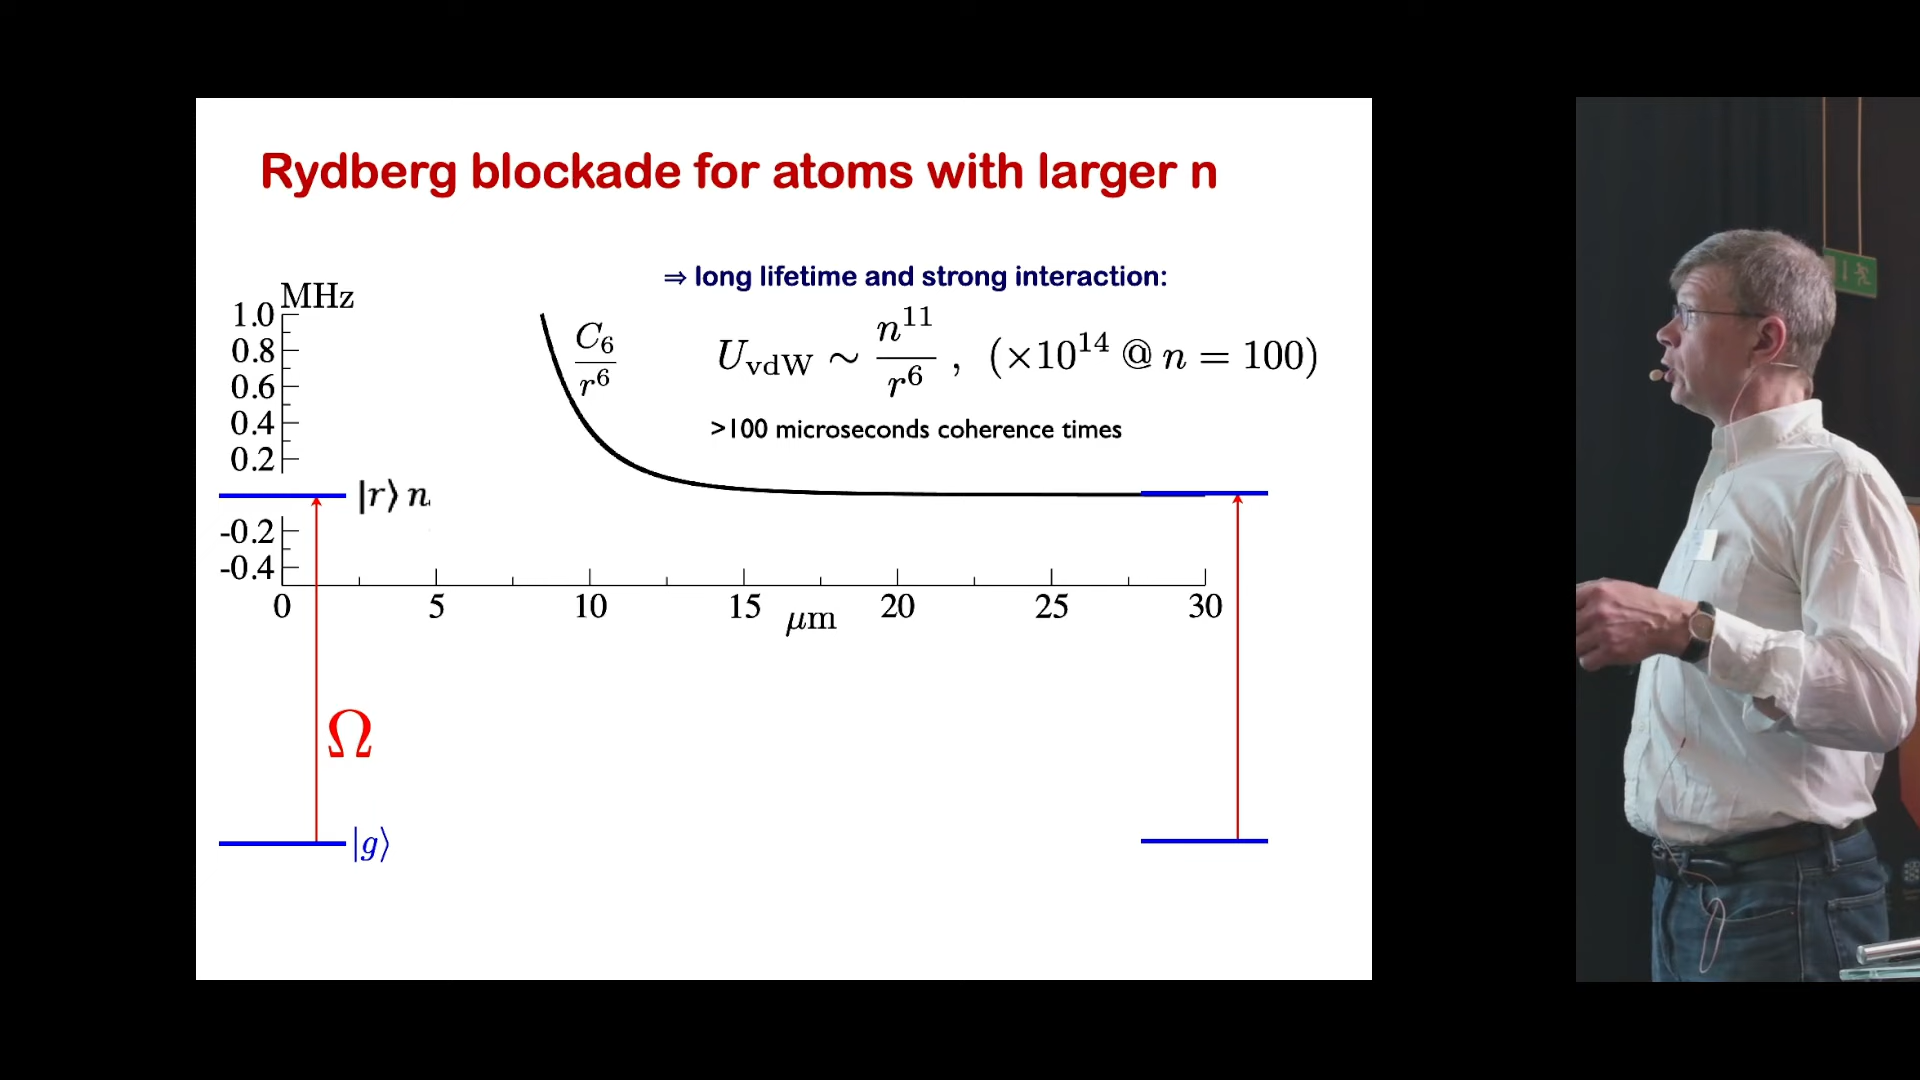 Rydberg blockade for atoms with larger n
⇒ long lifetime and strong interaction:
MHz
1.0
0.8
0.6
0.4
0.2
-0.2
-0.4
C₆/r⁶
U_vdW ∼ n¹¹/r⁶ , (×10¹⁴ @ n = 100)
>100 microseconds coherence times
|r⟩ n
0 5 10 15 20 25 30
μm
Ω
|g⟩